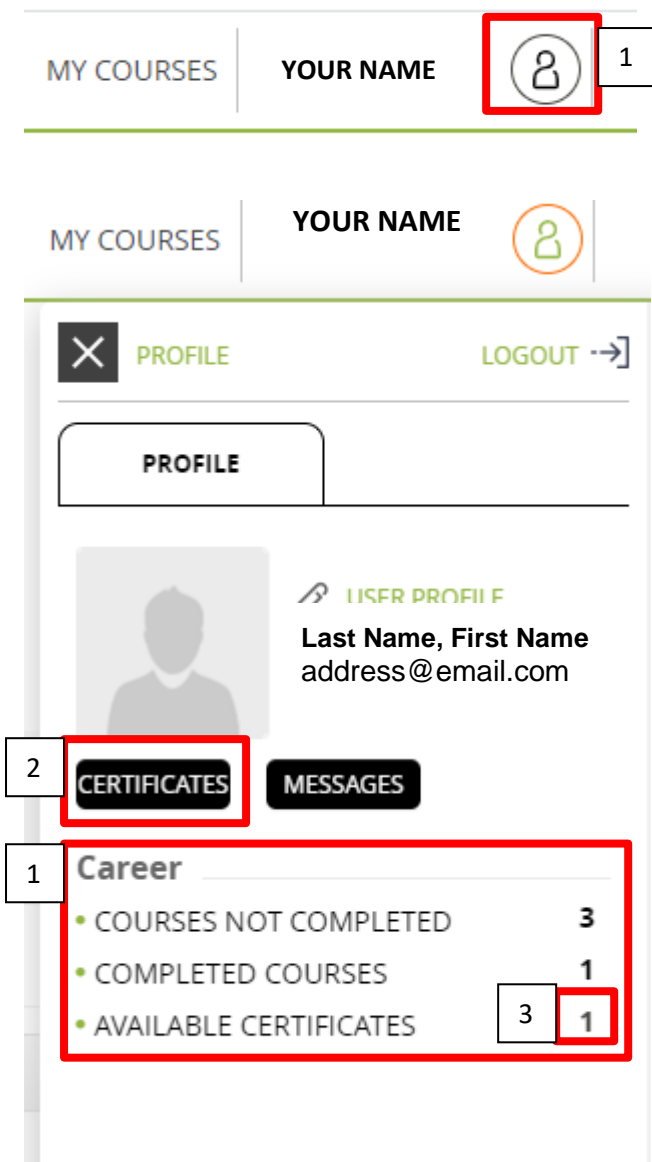 MY COURSES YOUR NAME 1
MY COURSES YOUR NAME
PROFILE LOGOUT
PROFILE
USER PROFILE
Last Name, First Name
address@email.com
2 CERTIFICATES MESSAGES
1 Career
• COURSES NOT COMPLETED 3
• COMPLETED COURSES 1
• AVAILABLE CERTIFICATES 3 1